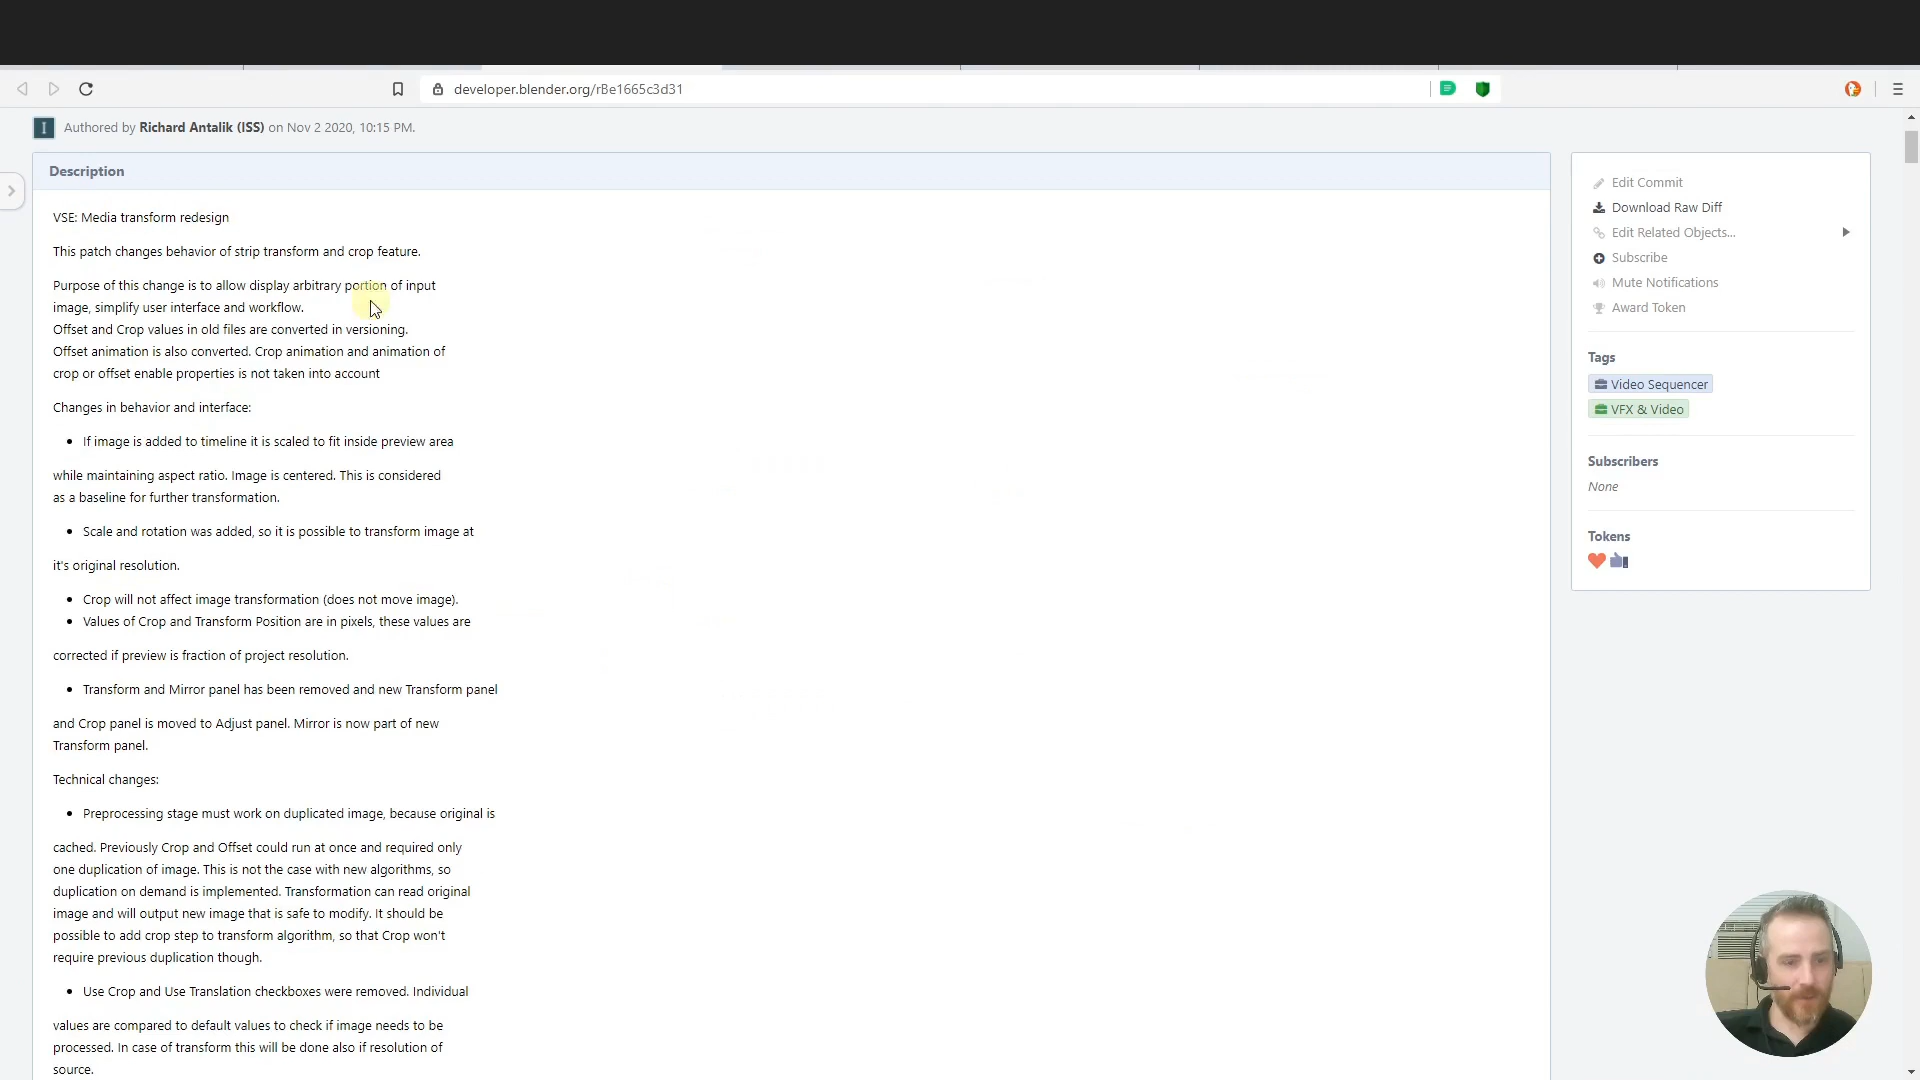 developer.blender.org/rBe1665c3d31
Authored by Richard Antalik (ISS) on Nov 2 2020, 10:15 PM.
Description
VSE: Media transform redesign
This patch changes behavior of strip transform and crop feature.
Purpose of this change is to allow display arbitrary portion of input
image, simplify user interface and workflow.
Offset and Crop values in old files are converted in versioning.
Offset animation is also converted. Crop animation and animation of
crop or offset enable properties is not taken into account
Changes in behavior and interface:
• If image is added to timeline it is scaled to fit inside preview area
while maintaining aspect ratio. Image is centered. This is considered
as a baseline for further transformation.
• Scale and rotation was added, so it is possible to transform image at
it's original resolution.
• Crop will not affect image transformation (does not move image).
• Values of Crop and Transform Position are in pixels, these values are
corrected if preview is fraction of project resolution.
• Transform and Mirror panel has been removed and new Transform panel
and Crop panel is moved to Adjust panel. Mirror is now part of new
Transform panel.
Technical changes:
• Preprocessing stage must work on duplicated image, because original is
cached. Previously Crop and Offset could run at once and required only
one duplication of image. This is not the case with new algorithms, so
duplication on demand is implemented. Transformation can read original
image and will output new image that is safe to modify. It should be
possible to add crop step to transform algorithm, so that Crop won't
require previous duplication though.
• Use Crop and Use Translation checkboxes were removed. Individual
values are compared to default values to check if image needs to be
processed. In case of transform this will be done also if resolution of
source.
Edit Commit
Download Raw Diff
Edit Related Objects...
Subscribe
Mute Notifications
Award Token
Tags
Video Sequencer
VFX & Video
Subscribers
None
Tokens